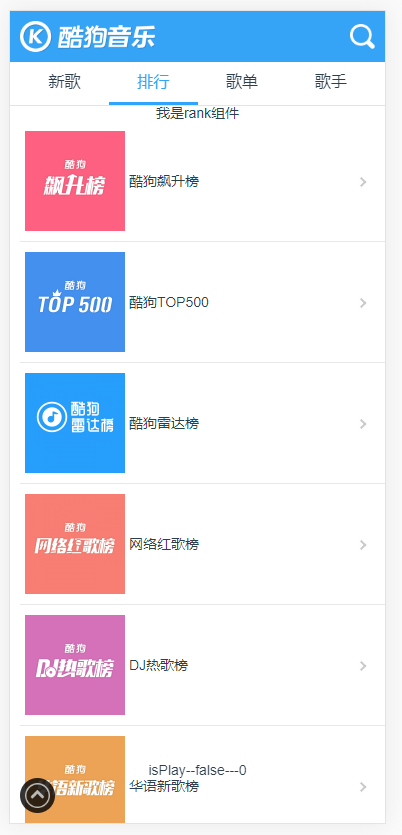 K 酷狗音乐
新歌 排行 歌单 歌手
我是rank组件
酷狗
飙升榜
酷狗飙升榜
酷狗
TOP 500
酷狗TOP500
酷狗
雷达榜
酷狗雷达榜
酷狗
网络红歌榜
网络红歌榜
酷狗
DJ热歌榜
DJ热歌榜
酷狗
语新歌榜
isPlay--false---0
华语新歌榜